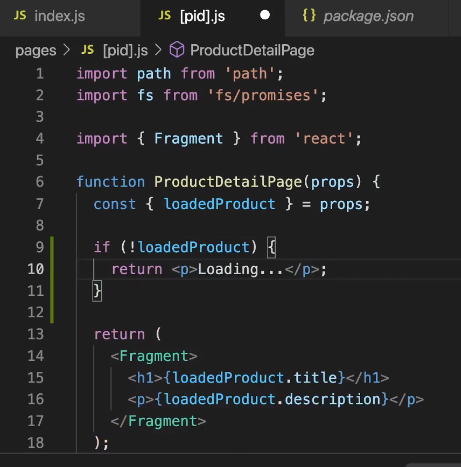 JS index.js JS [pid].js {} package.json
pages > JS [pid].js > ProductDetailPage
1 import path from 'path';
2 import fs from 'fs/promises';
3
4 import { Fragment } from 'react';
5
6 function ProductDetailPage(props) {
7 const { loadedProduct } = props;
8
9 if (!loadedProduct) {
10 return <p>Loading...</p>;
11 }
12
13 return (
14 <Fragment>
15 <h1>{loadedProduct.title}</h1>
16 <p>{loadedProduct.description}</p>
17 </Fragment>
18 );